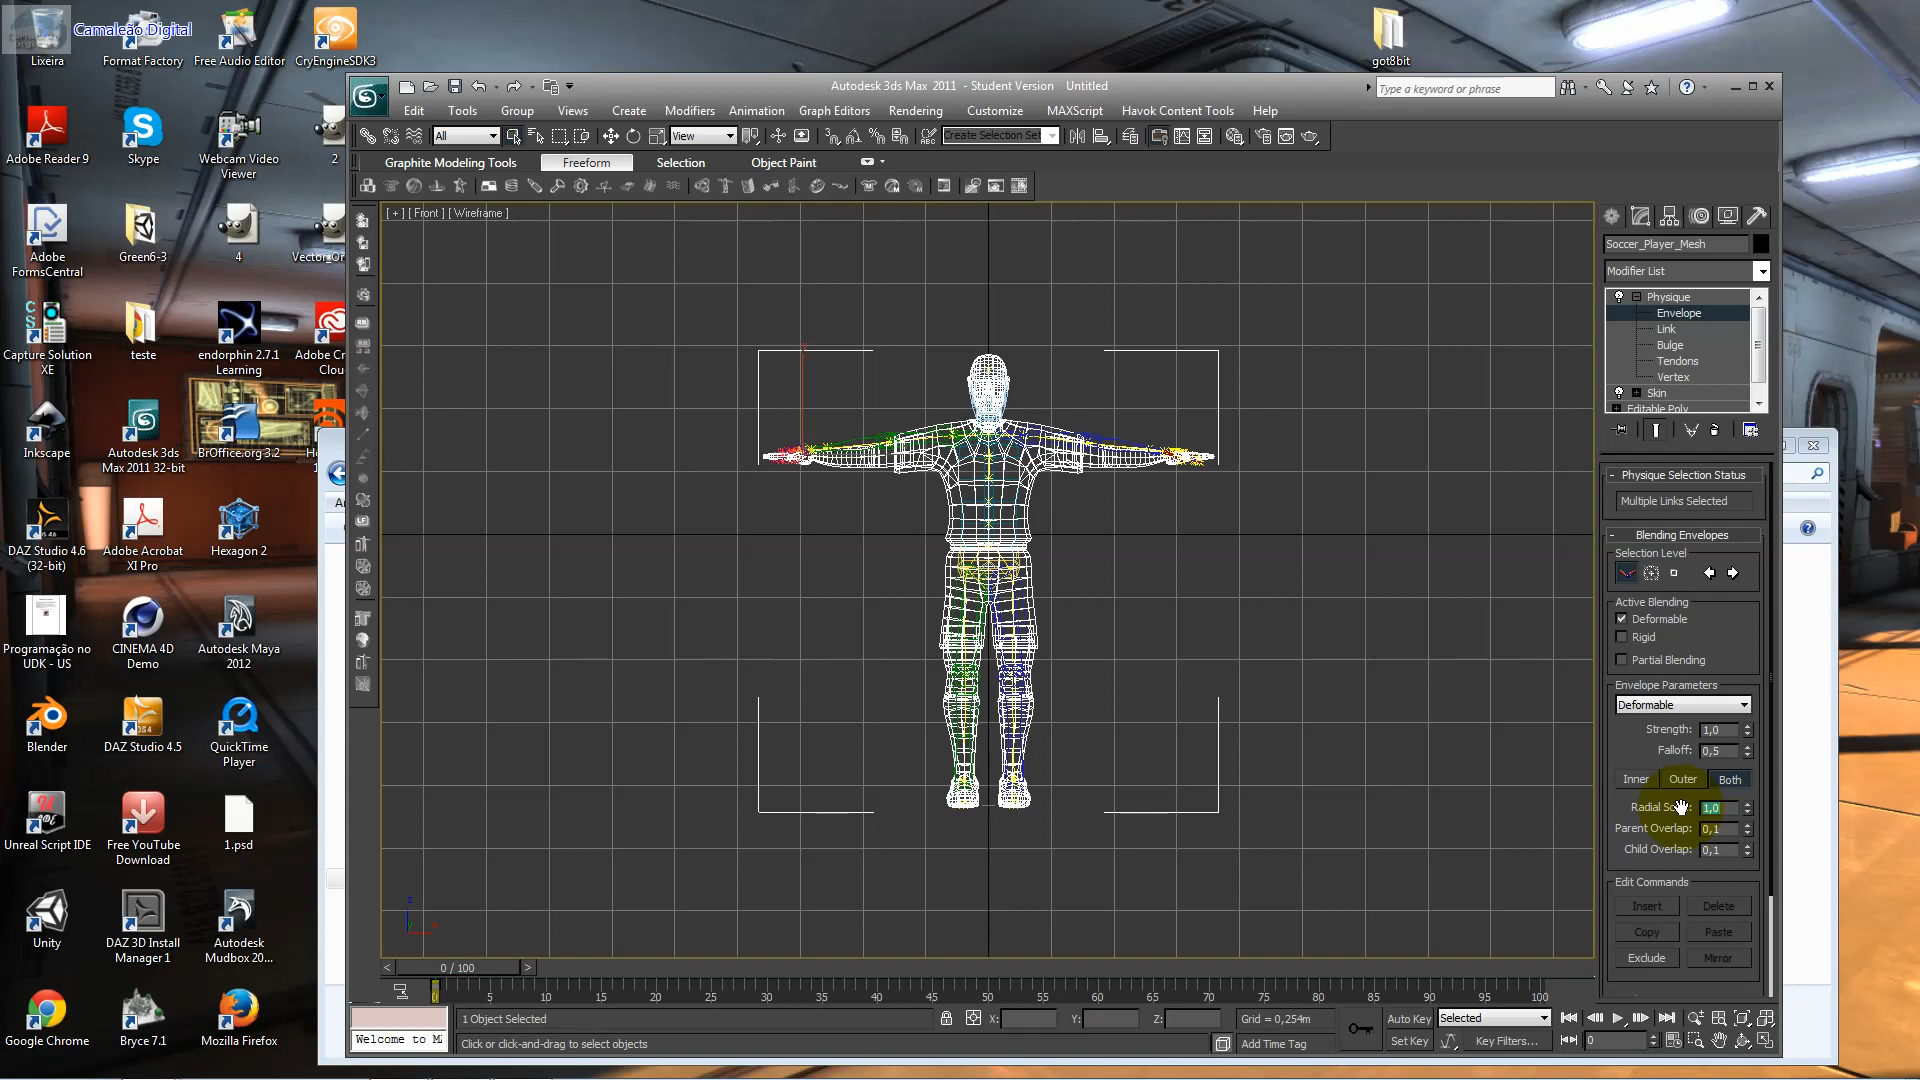 Camaleão Digital
Lixeira
Format Factory
Free Audio Editor
CryEngineSDK3
got8bit
Adobe Reader 9
Skype
Webcam Video
Viewer
2
Adobe
FormsCentral
Green6-3
4
Capture Solution
XE
teste
endorphin 2.7.1
Learning
Inkscape
Autodesk 3ds
Max 2011 32-bit
BrOffice.org 3.2
DAZ Studio 4.6
(32-bit)
Adobe Acrobat
XI Pro
Hexagon 2
Programação no
UDK - US
CINEMA 4D
Demo
Autodesk Maya
2012
Blender
DAZ Studio 4.5
QuickTime
Player
Unreal Script IDE
Free YouTube
Download
1.psd
Unity
DAZ 3D Install
Manager 1
Autodesk
Mudbox 20...
Google Chrome
Bryce 7.1
Mozilla Firefox
Autodesk 3ds Max 2011 - Student Version Untitled
Type a keyword or phrase
Edit Tools Group Views Create Modifiers Animation Graph Editors Rendering Customize MAXScript Havok Content Tools Help
All
View
Create Selection Se
Graphite Modeling Tools Freeform Selection Object Paint
[ + ] [ Front ] [ Wireframe ]
Soccer_Player_Mesh
Modifier List
Physique
Envelope
Link
Bulge
Tendons
Vertex
Skin
Editable Poly
Physique Selection Status
Multiple Links Selected
Blending Envelopes
Selection Level
Active Blending
Deformable
Rigid
Partial Blending
Envelope Parameters
Deformable
Strength: 1,0
Falloff: 0,5
Inner Outer Both
Radial 1,0
Parent Overlap: 0,1
Child Overlap: 0,1
Edit Commands
Insert Delete
Copy Paste
Exclude Mirror
0 / 100
0 5 10 15 20 25 30 35 40 45 50 55 60 65 70 75 80 85 90 95 100
1 Object Selected
X: Y: Z:
Grid = 0,254m
Auto Key
Selected
Welcome to
Click or click-and-drag to select objects
Add Time Tag
Set Key
Key Filters...
0